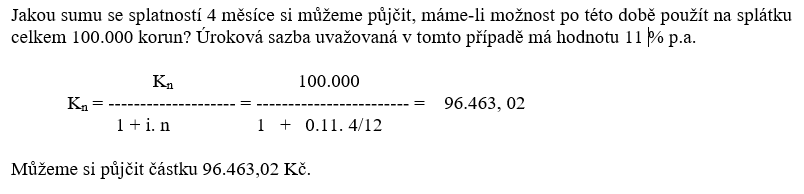 Jakou sumu se splatností 4 měsíce si můžeme půjčit, máme-li možnost po této době použít na splátku
celkem 100.000 korun? Úroková sazba uvažovaná v tomto případě má hodnotu 11 % p.a.
Kn 100.000
Kn = -------------------- = ------------------------ = 96.463, 02
1 + i. n 1 + 0.11. 4/12
Můžeme si půjčit částku 96.463,02 Kč.